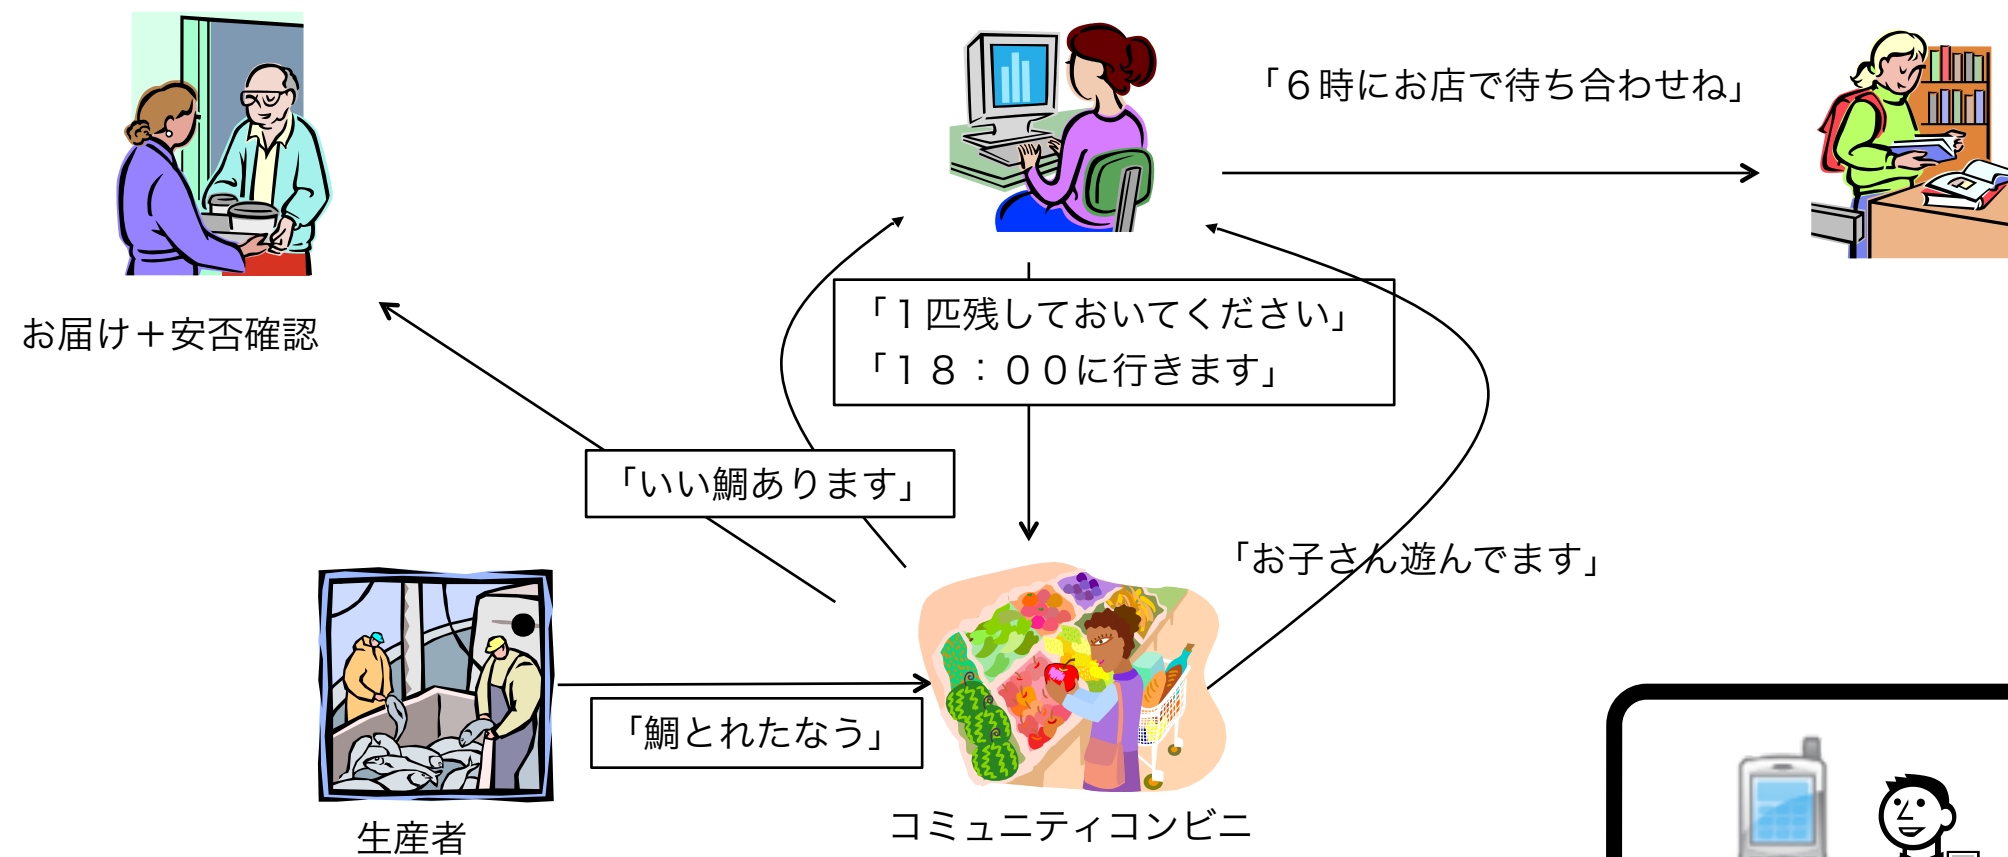 「６時にお店で待ち合わせね」
お届け＋安否確認
「１匹残しておいてください」
「１８：００に行きます」
「いい鯛あります」
「お子さん遊んでます」
「鯛とれたなう」
生産者
コミュニティコンビニ